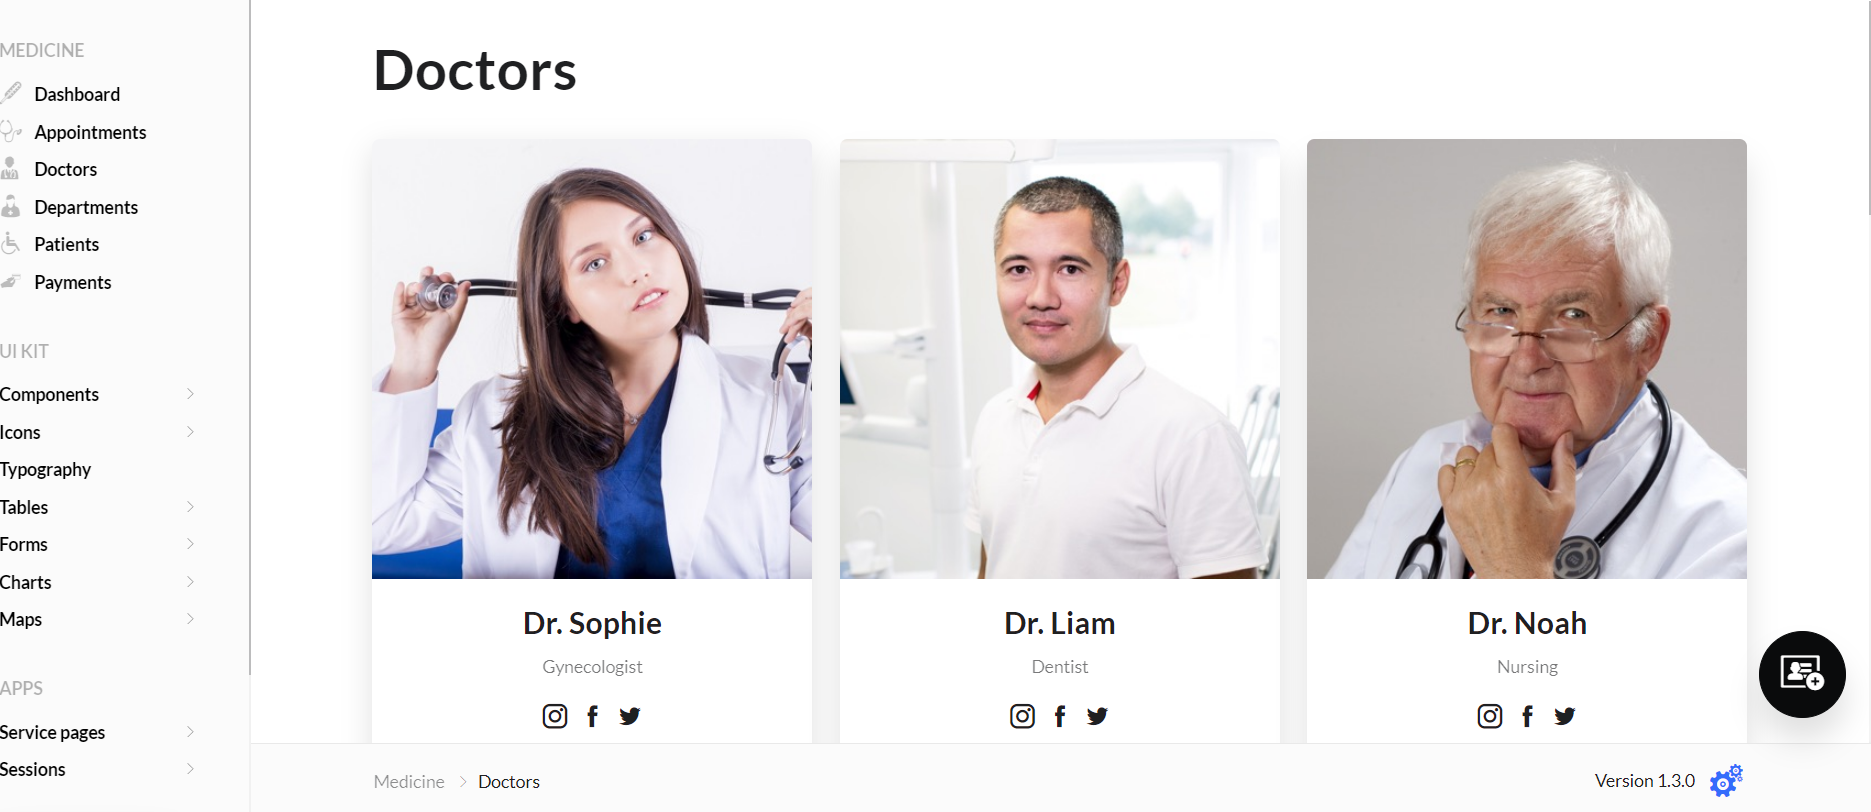 MEDICINE
Dashboard
Appointments
Doctors
Departments
Patients
Payments
UI KIT
Components
Icons
Typography
Tables
Forms
Charts
Maps
APPS
Service pages
Sessions
Doctors
Dr. Sophie
Gynecologist
Dr. Liam
Dentist
Dr. Noah
Nursing
Medicine > Doctors
Version 1.3.0